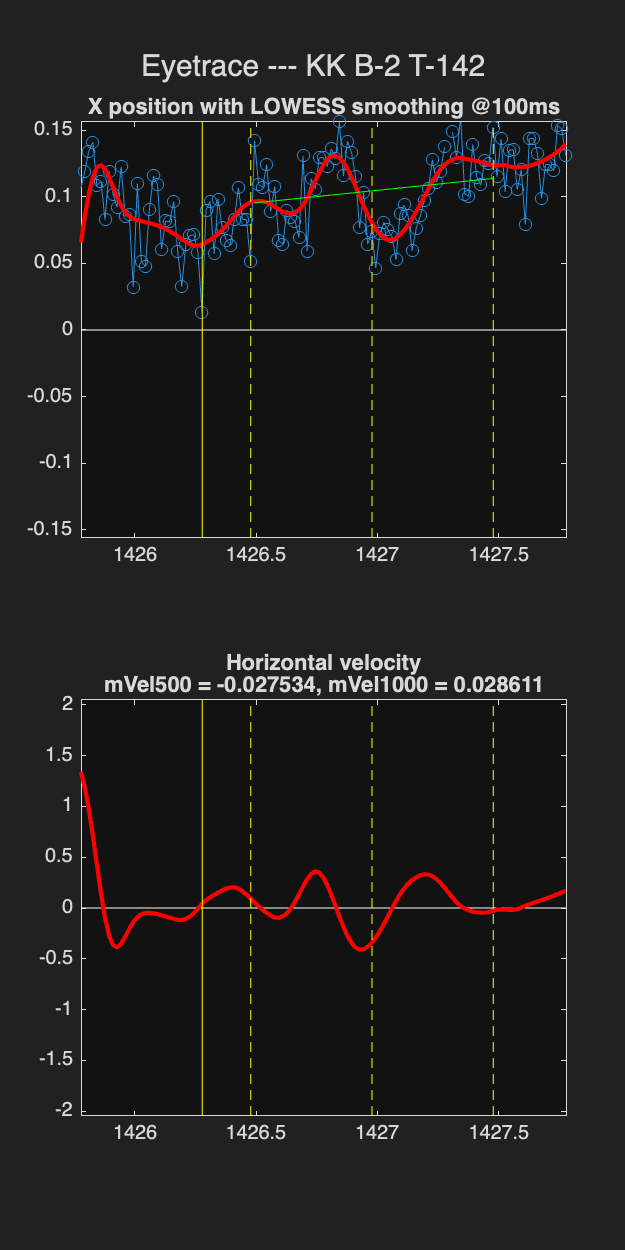 Eyetrace --- KK B-2 T-142
X position with LOWESS smoothing @100ms
0.15
0.1
0.05
0
-0.05
-0.1
-0.15
1426 1426.5 1427 1427.5
Horizontal velocity
mVel500 = -0.027534, mVel1000 = 0.028611
2
1.5
1
0.5
0
-0.5
-1
-1.5
-2
1426 1426.5 1427 1427.5